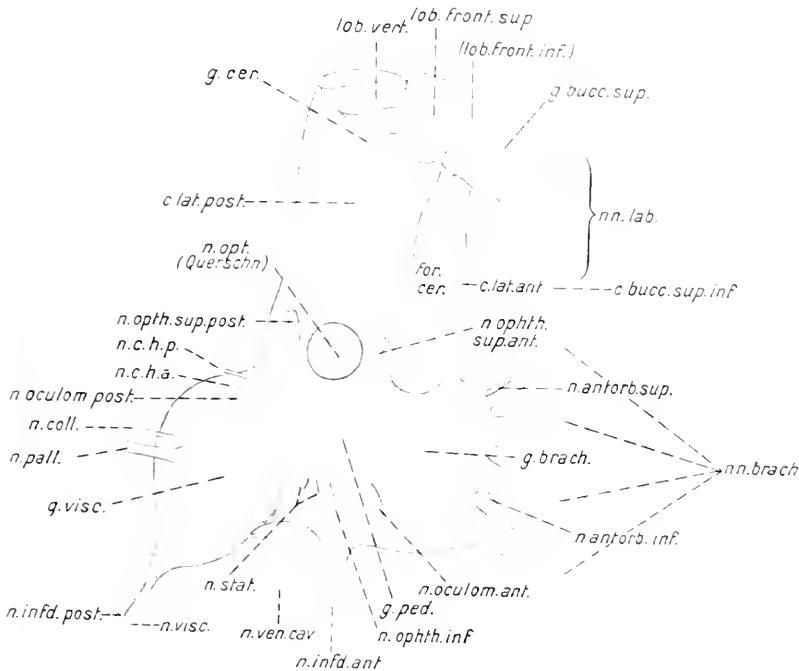 lob. vert.
lob. front. sup
(lob. front. inf.)
g. cer.
g. bucc. sup.
c lat. post.
nn. lab.
n. opt.
(Querschn)
for.
cer.
c. lat. ant
c. bucc. sup. inf
n. opth. sup. post.
n. ophth.
sup. ant.
n. c. h. p.
n. c. h. a.
n. antorb. sup.
n oculom post.
n. coll.
n. pall.
g. brach.
nn. brach
g. visc.
n antorb. inf.
n. stat.
n. oculom. ant.
g. ped.
n. infd. post.
n. visc.
n. ven. cav
n. ophth. inf
n. infd. ant